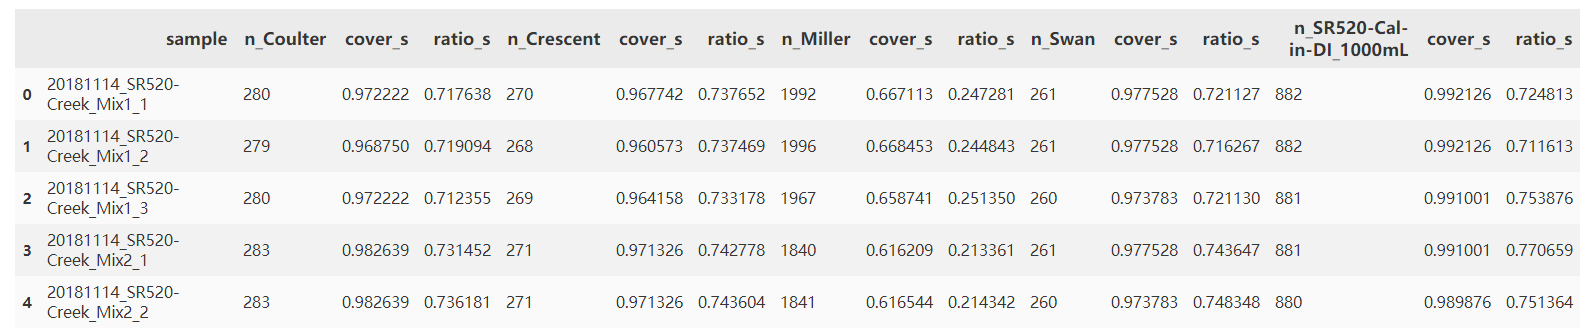 sample n_Coulter cover_s ratio_s n_Crescent cover_s ratio_s n_Miller cover_s ratio_s n_Swan cover_s ratio_s n_SR520-Cal-
in-DI_1000mL cover_s ratio_s
0 20181114_SR520-
Creek_Mix1_1 280 0.972222 0.717638 270 0.967742 0.737652 1992 0.667113 0.247281 261 0.977528 0.721127 882 0.992126 0.724813
1 20181114_SR520-
Creek_Mix1_2 279 0.968750 0.719094 268 0.960573 0.737469 1996 0.668453 0.244843 261 0.977528 0.716267 882 0.992126 0.711613
2 20181114_SR520-
Creek_Mix1_3 280 0.972222 0.712355 269 0.964158 0.733178 1967 0.658741 0.251350 260 0.973783 0.721130 881 0.991001 0.753876
3 20181114_SR520-
Creek_Mix2_1 283 0.982639 0.731452 271 0.971326 0.742778 1840 0.616209 0.213361 261 0.977528 0.743647 881 0.991001 0.770659
4 20181114_SR520-
Creek_Mix2_2 283 0.982639 0.736181 271 0.971326 0.743604 1841 0.616544 0.214342 260 0.973783 0.748348 880 0.989876 0.751364